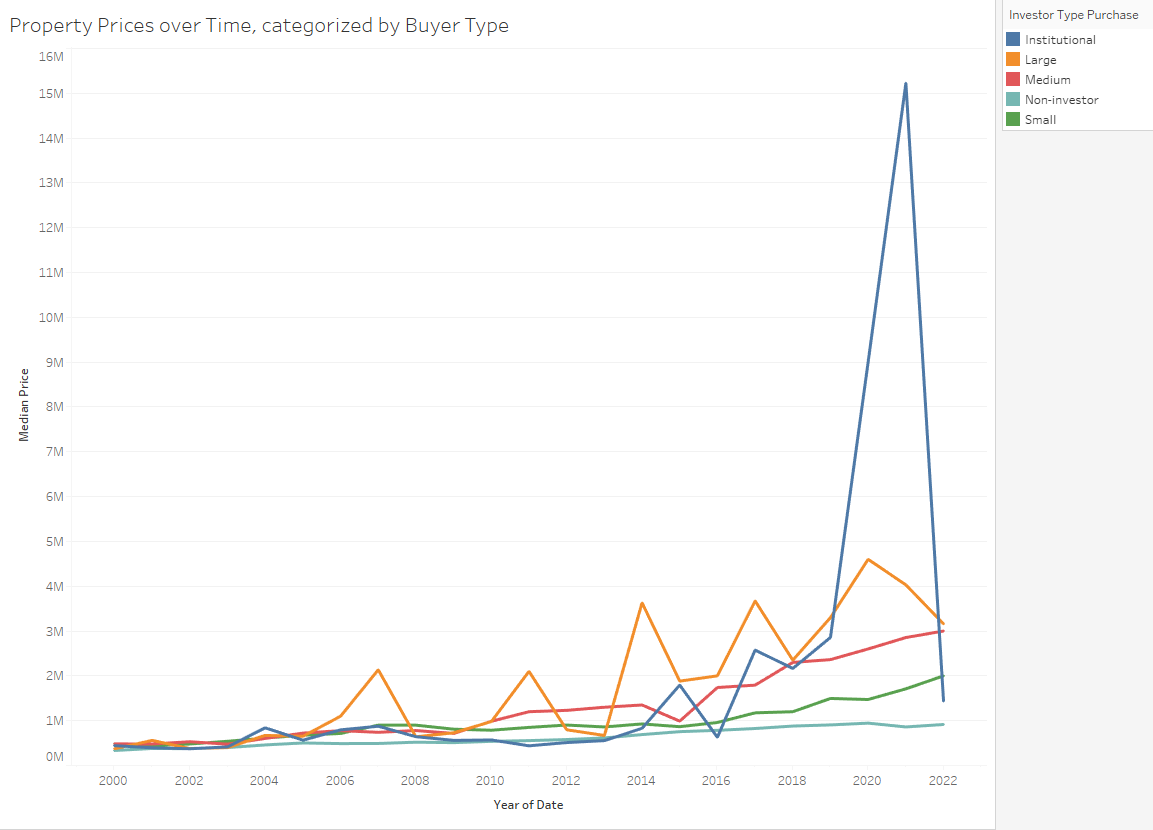 Property Prices over Time, categorized by Buyer Type
Investor Type Purchase
Institutional
Large
Medium
Non-investor
Small
16M
15M
14M
13M
12M
11M
10M
9M
8M
7M
6M
5M
4M
3M
2M
1M
0M
Median Price
2000 2002 2004 2006 2008 2010 2012 2014 2016 2018 2020 2022
Year of Date